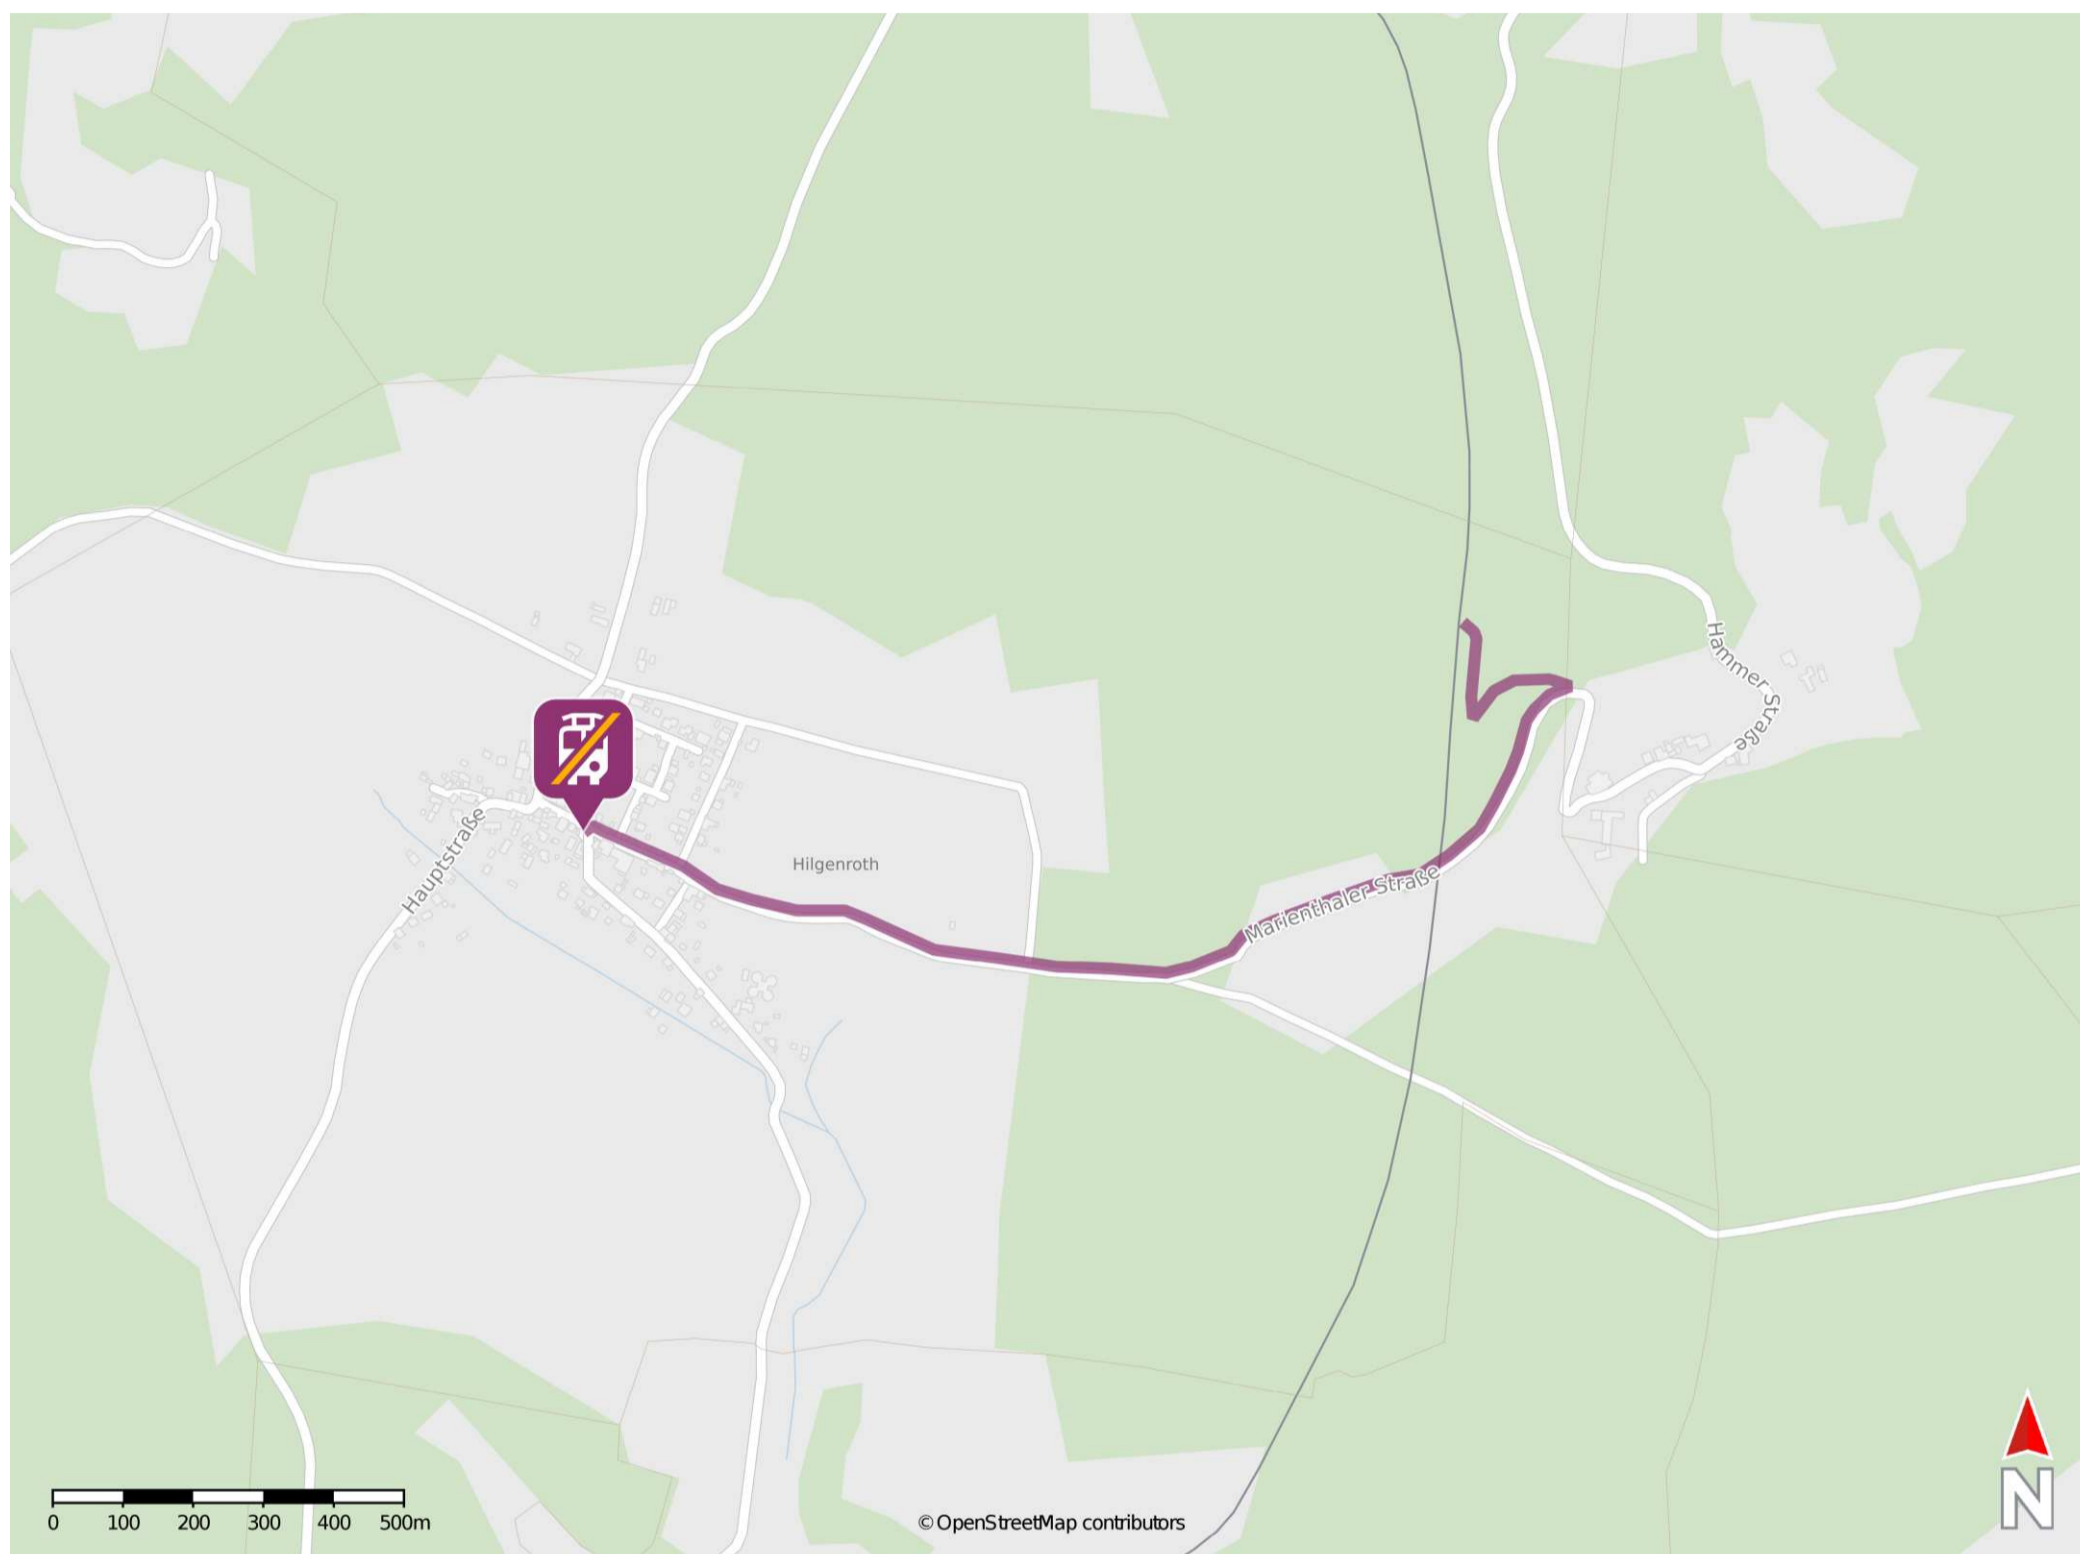 Hammer Straße
Hauptstraße
Hilgenroth
Marienthaler Straße
0 100 200 300 400 500m
© OpenStreetMap contributors
N